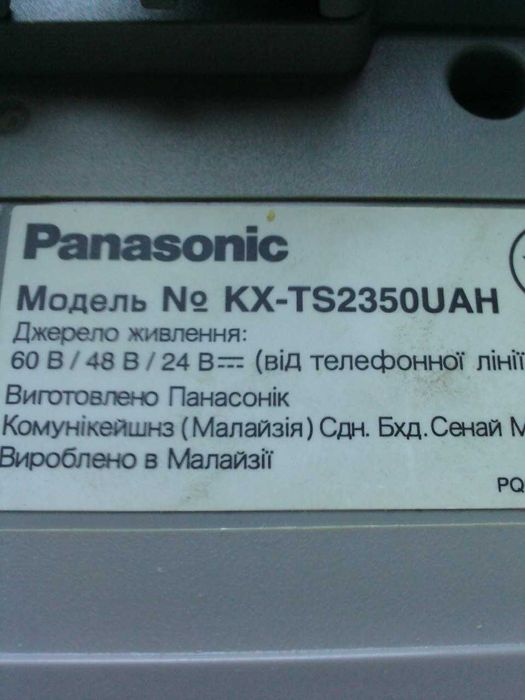 Panasonic
Модель № KX-TS2350UAH
Джерело живлення:
60 В / 48 В / 24 В⎓ (від телефонної лінії
Виготовлено Панасонік
Комунікейшнз (Малайзія) Сдн. Бхд. Сенай М
Вироблено в Малайзії
PQ